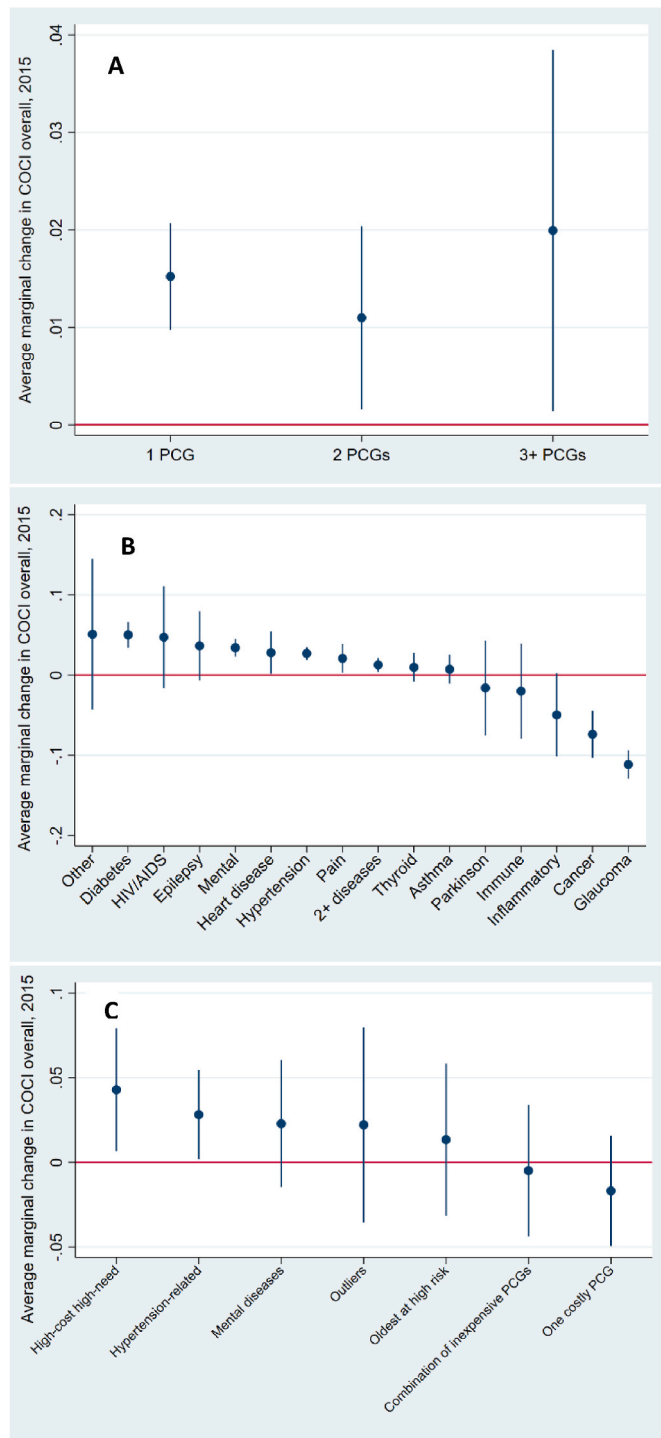 A
Average marginal change in COCI overall, 2015
.04
.03
.02
.01
0
1 PCG
2 PCGs
3+ PCGs
B
Average marginal change in COCI overall, 2015
.2
.1
0
-.1
-.2
Other
Diabetes
HIV/AIDS
Epilepsy
Mental
Heart disease
Hypertension
Pain
2+ diseases
Thyroid
Asthma
Parkinson
Immune
Inflammatory
Cancer
Glaucoma
C
Average marginal change in COCI overall, 2015
.1
.05
0
-.05
High-cost high-need
Hypertension-related
Mental diseases
Outliers
Oldest at high risk
Combination of inexpensive PCGs
One costly PCG